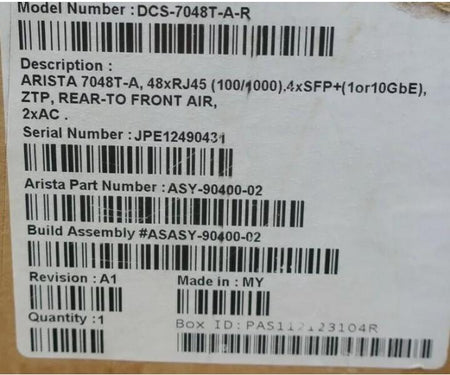 Model Number : DCS-7048T-A-R
Description :
ARISTA 7048T-A, 48xRJ45 (100/1000).4xSFP+(1or10GbE),
ZTP, REAR-TO FRONT AIR,
2xAC .
Serial Number : JPE12490431
Arista Part Number : ASY-90400-02
Build Assembly #ASASY-90400-02
Revision : A1
Made in : MY
Quantity : 1
Box ID:PAS112123104R